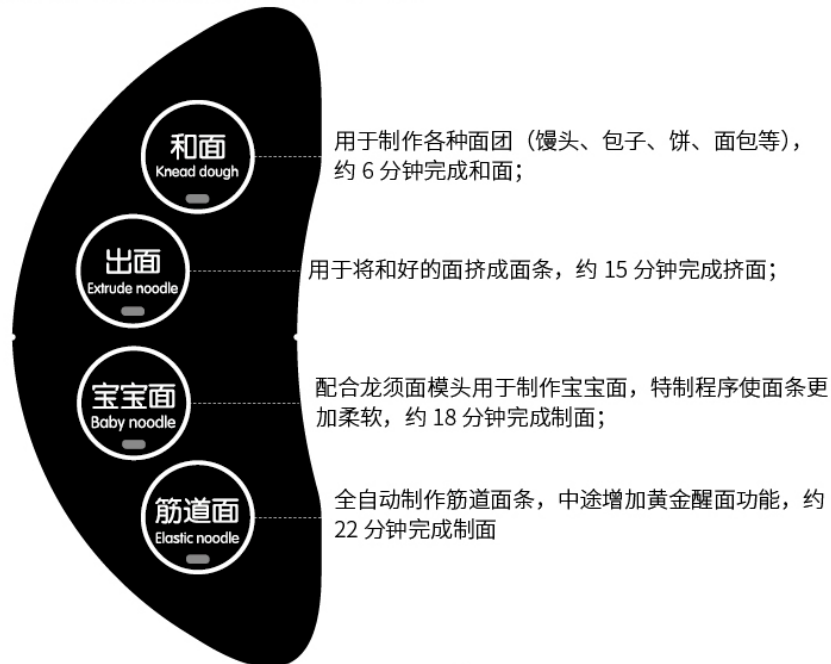 和面
Knead dough
用于制作各种面团（馒头、包子、饼、面包等），
约 6 分钟完成和面；
出面
Extrude noodle
用于将和好的面挤成面条，约 15 分钟完成挤面；
宝宝面
Baby noodle
配合龙须面模头用于制作宝宝面，特制程序使面条更
加柔软，约 18 分钟完成制面；
筋道面
Elastic noodle
全自动制作筋道面条，中途增加黄金醒面功能，约
22 分钟完成制面